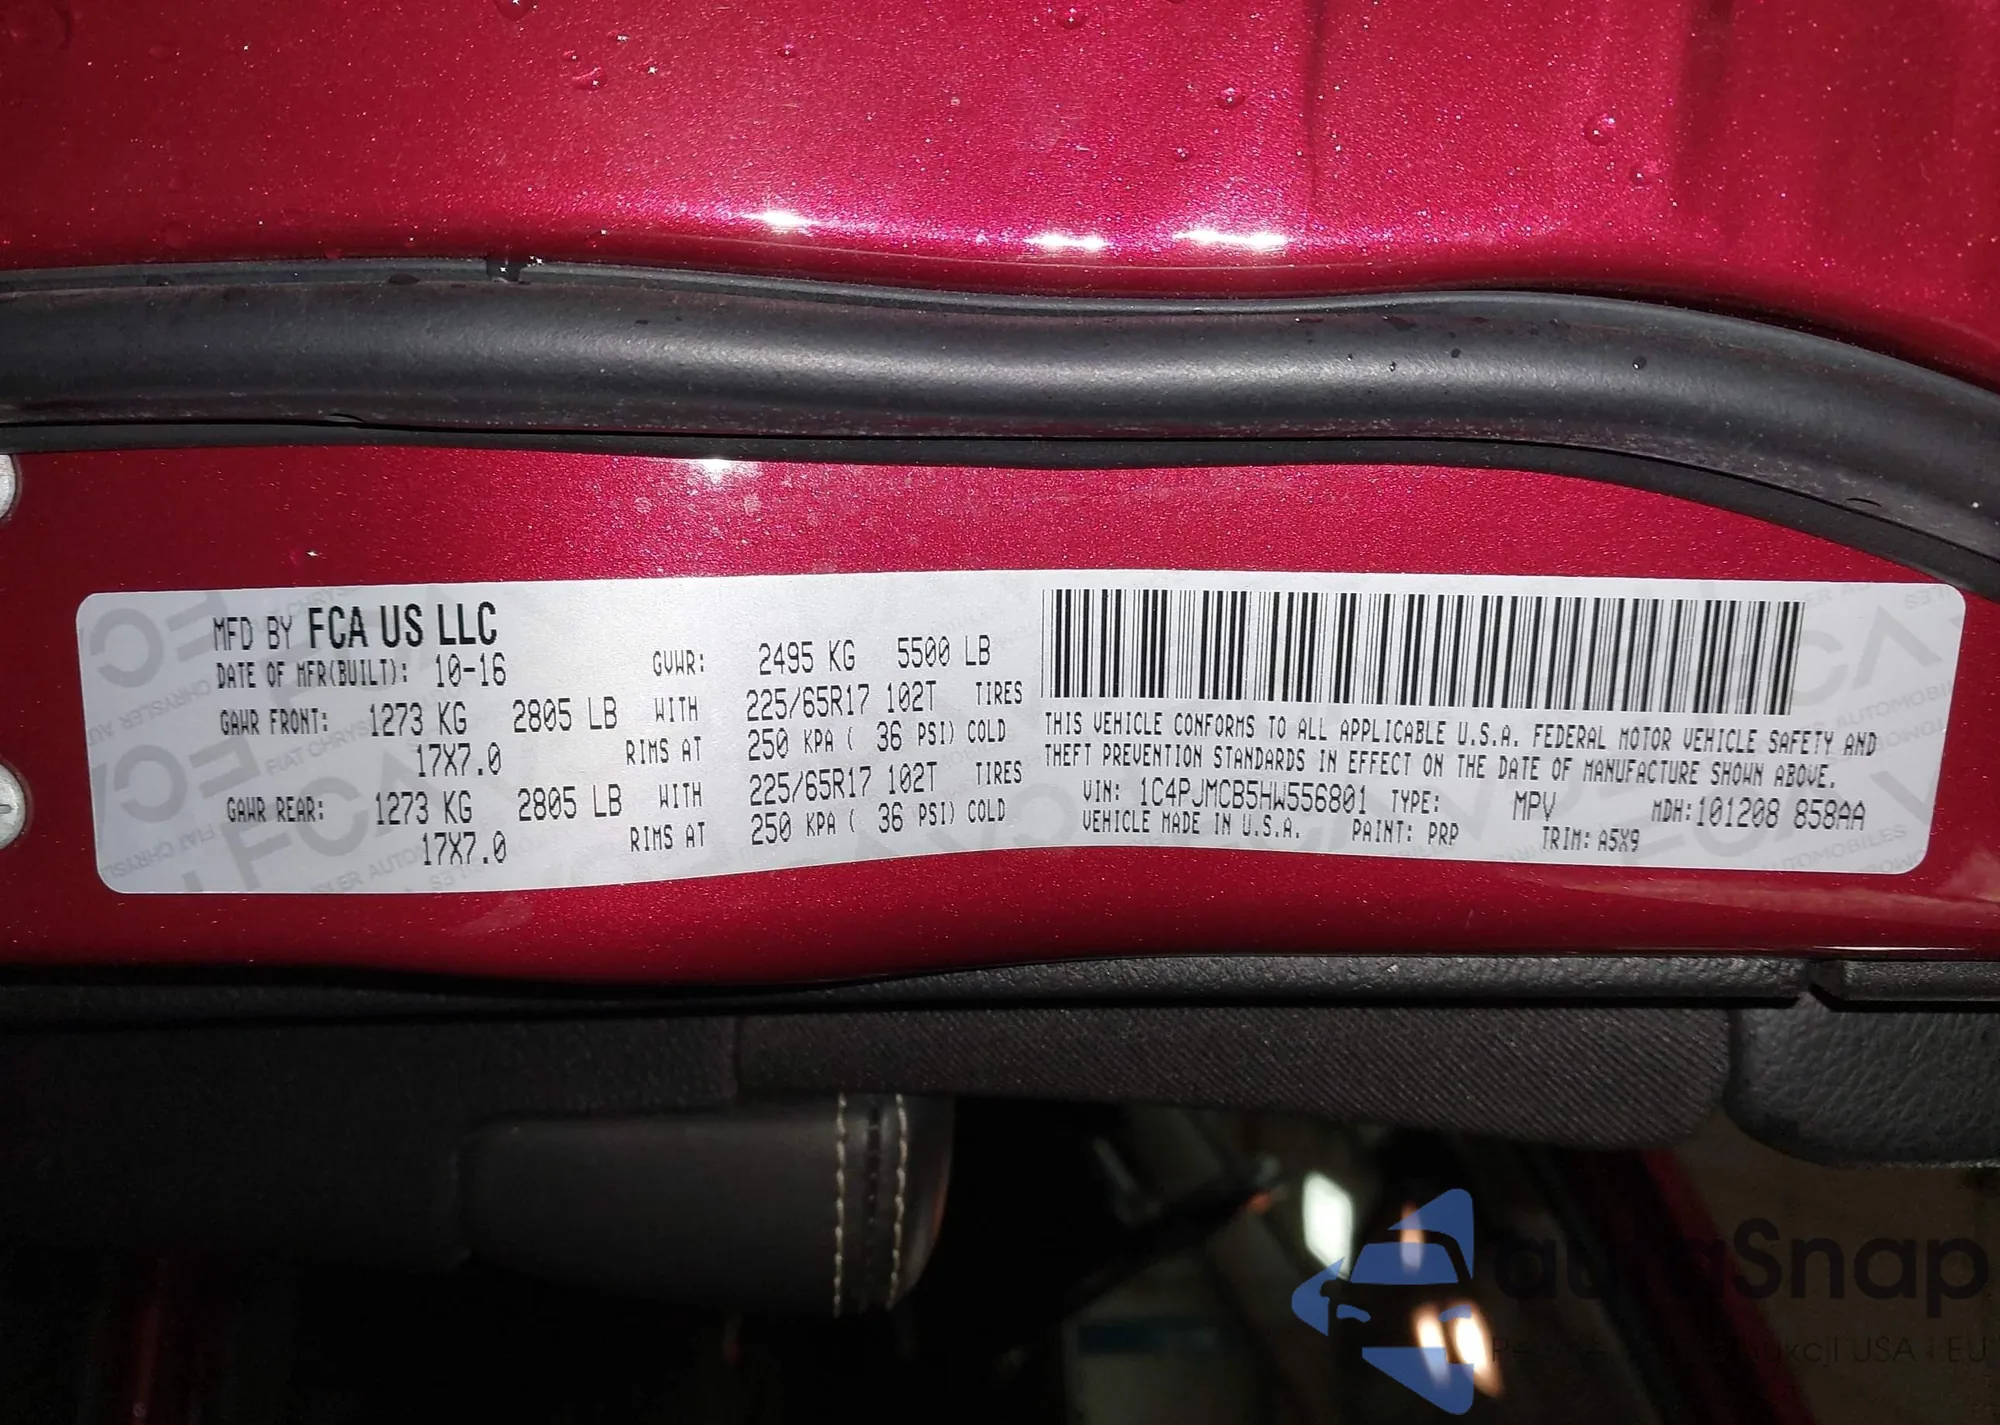 MFD BY FCA US LLC
DATE OF MFR(BUILT): 10-16 GVWR: 2495 KG 5500 LB
GAWR FRONT: 1273 KG 2805 LB WITH 225/65R17 102T TIRES
17X7.0 RIMS AT 250 KPA ( 36 PSI) COLD
GAWR REAR: 1273 KG 2805 LB WITH 225/65R17 102T TIRES
17X7.0 RIMS AT 250 KPA ( 36 PSI) COLD
THIS VEHICLE CONFORMS TO ALL APPLICABLE U.S.A. FEDERAL MOTOR VEHICLE SAFETY AND
THEFT PREVENTION STANDARDS IN EFFECT ON THE DATE OF MANUFACTURE SHOWN ABOVE.
VIN: 1C4PJMCB5HW556801 TYPE: MPV MDH:101208 858AA
VEHICLE MADE IN U.S.A. PAINT: PRP TRIM: A5X9
USA i EU